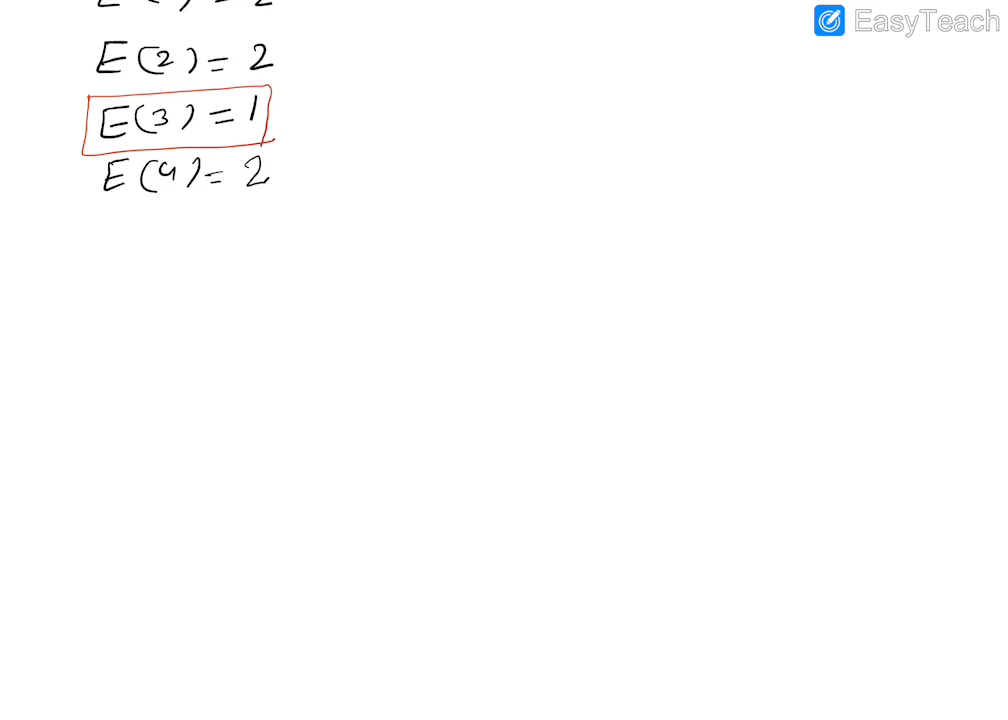 EasyTeach
E(2) = 2
E(3) = 1
E(4) = 2